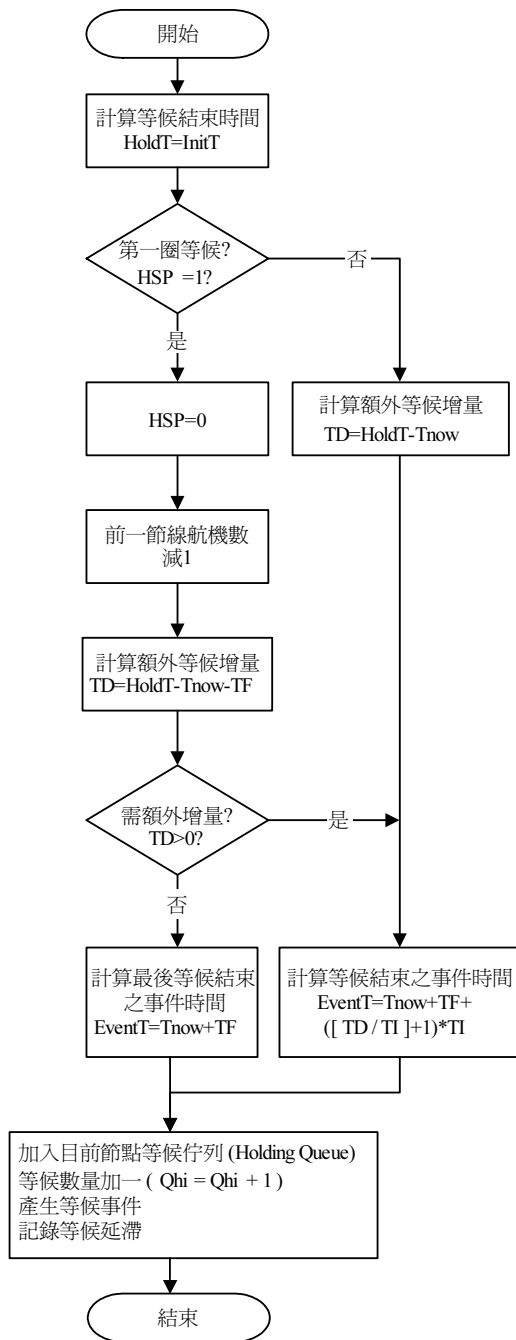 開始
計算等候結束時間
HoldT=InitT
第一圈等候?
HSP =1?
否
是
HSP=0
計算額外等候增量
TD=HoldT-Tnow
前一節線航機數
減1
計算額外等候增量
TD=HoldT-Tnow-TF
需額外增量?
TD>0?
是
否
計算最後等候結束
之事件時間
EventT=Tnow+TF
計算等候結束之事件時間
EventT=Tnow+TF+
([ TD / TI ]+1)*TI
加入目前節點等候佇列 (Holding Queue)
等候數量加一 ( Qhi = Qhi + 1 )
產生等候事件
記錄等候延滯
結束